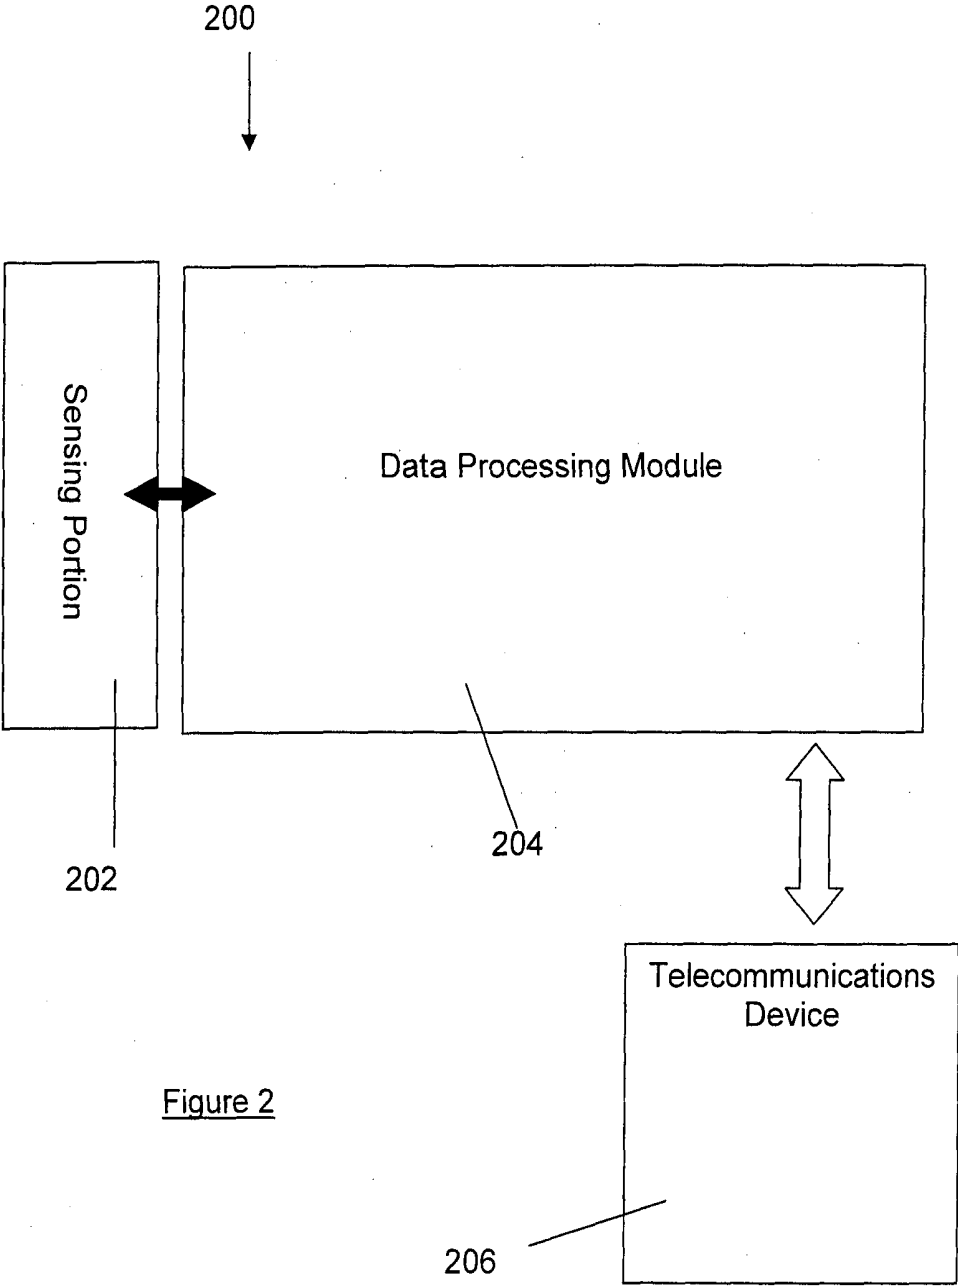 200
Sensing Portion
Data Processing Module
204
202
Telecommunications
Device
Figure 2
206